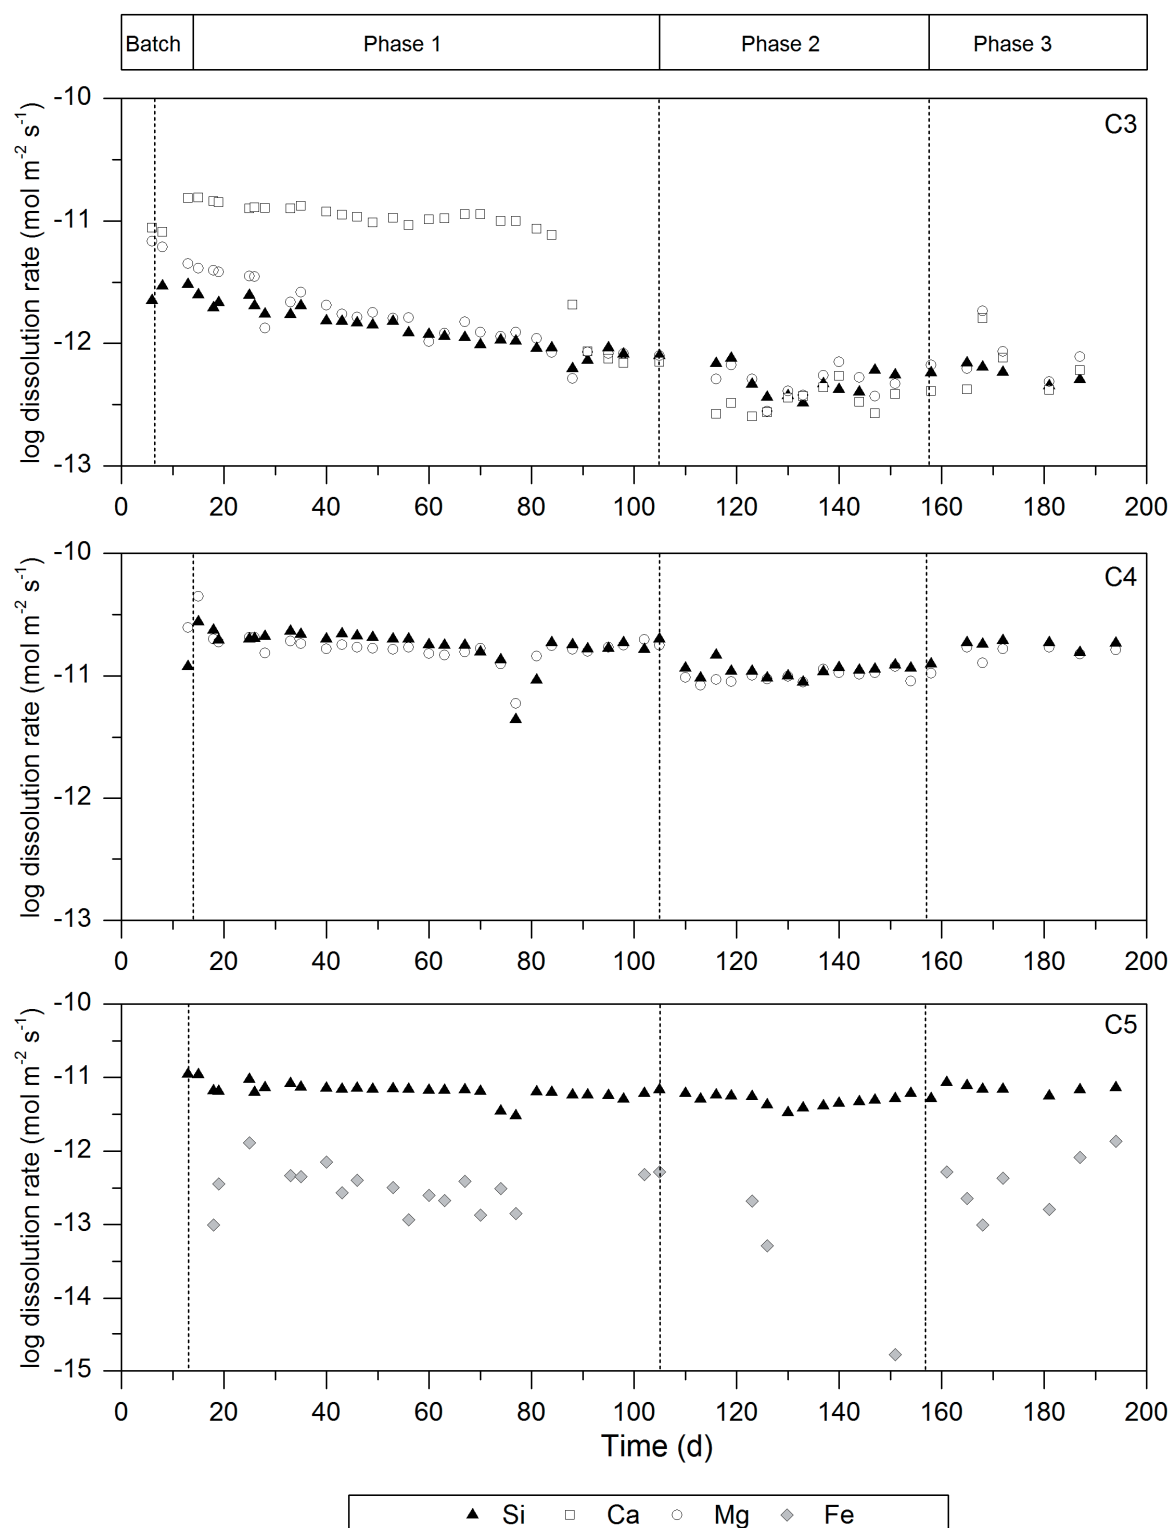 Batch Phase 1 Phase 2 Phase 3
C3
log dissolution rate (mol m⁻² s⁻¹)
-10
-11
-12
-13
0 20 40 60 80 100 120 140 160 180 200
C4
log dissolution rate (mol m⁻² s⁻¹)
-10
-11
-12
-13
0 20 40 60 80 100 120 140 160 180 200
C5
log dissolution rate (mol m⁻² s⁻¹)
-10
-11
-12
-13
-14
-15
0 20 40 60 80 100 120 140 160 180 200
Time (d)
Si Ca Mg Fe